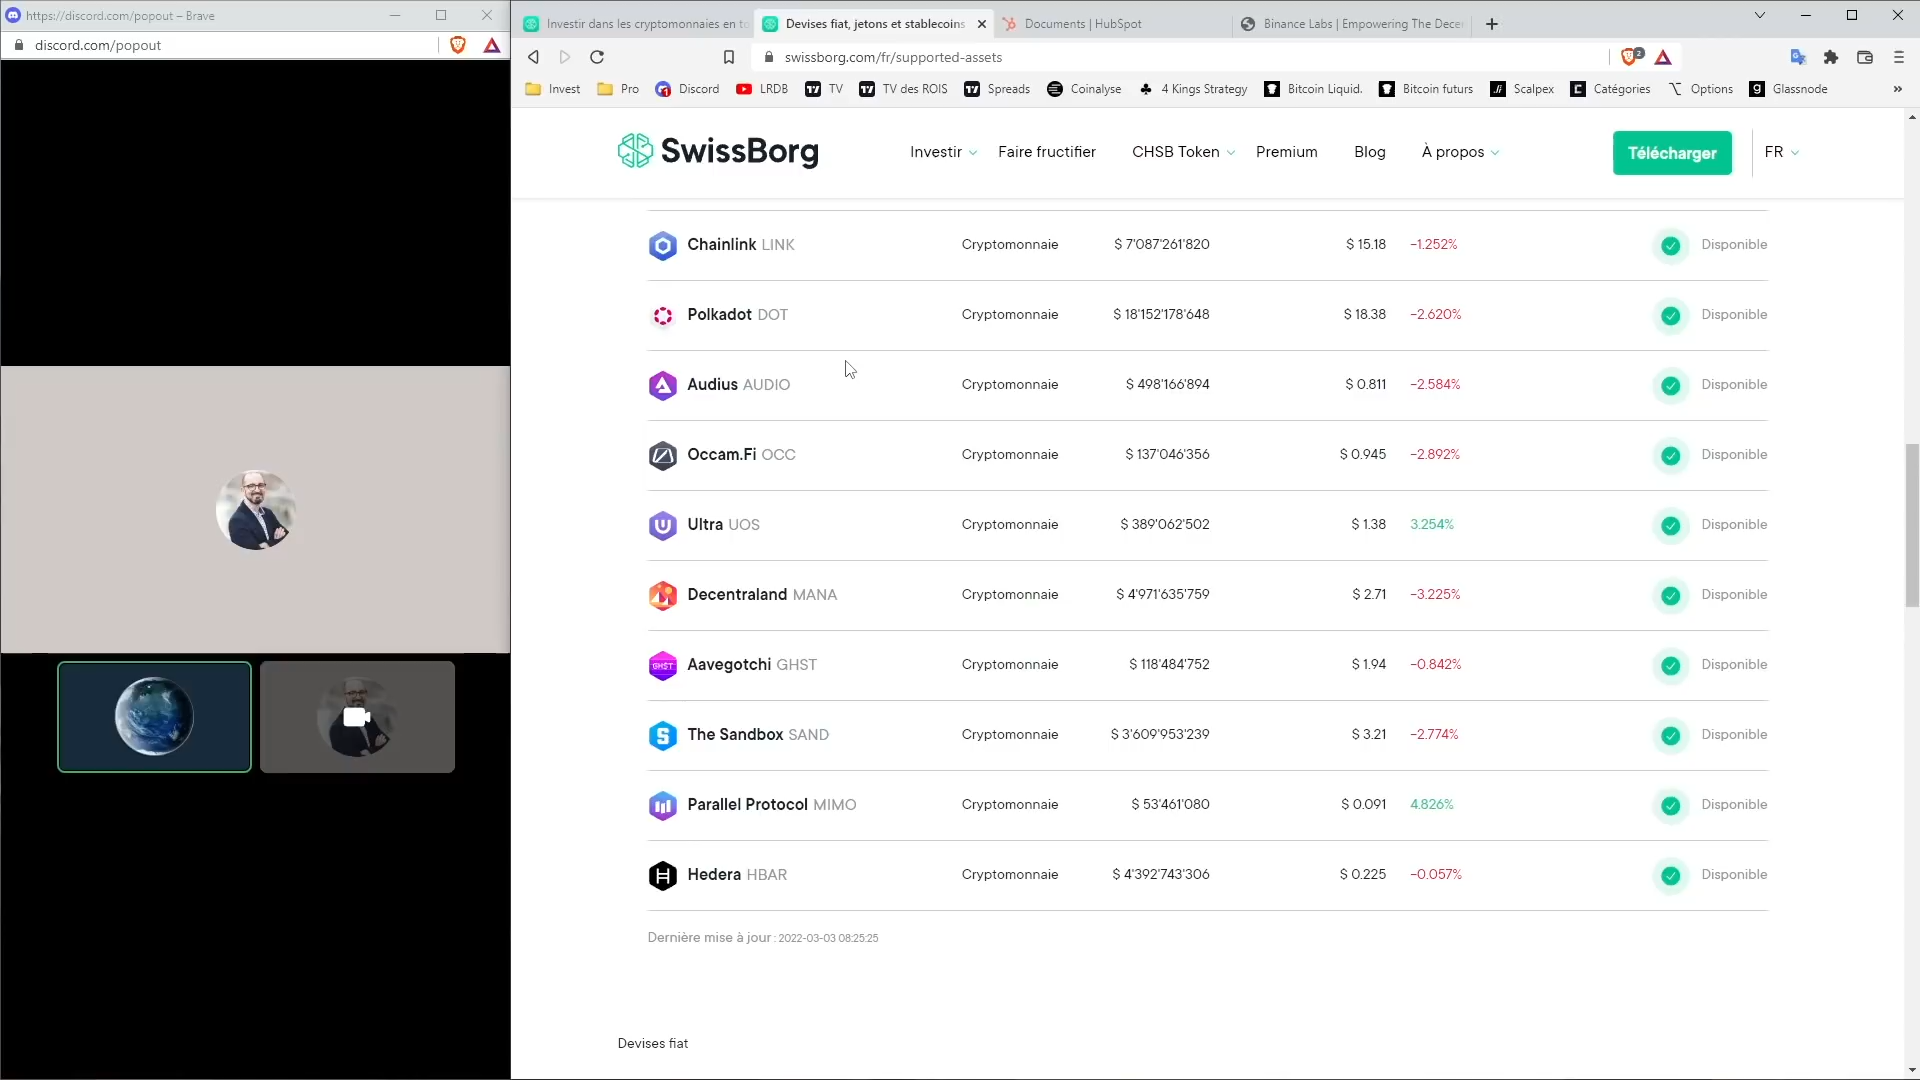 https://discord.com/popout – Brave
discord.com/popout
Investir dans les cryptomonnaies en to
Devises fiat, jetons et stablecoins
Documents | HubSpot
Binance Labs | Empowering The Dece
swissborg.com/fr/supported-assets
2
Invest
Pro
Discord
LRDB
TV
TV des ROIS
Spreads
Coinalyse
4 Kings Strategy
Bitcoin Liquid.
Bitcoin futurs
Scalpex
Catégories
Options
Glassnode
SwissBorg
Investir
Faire fructifier
CHSB Token
Premium
Blog
À propos
Télécharger
FR
Chainlink LINK Cryptomonnaie $ 7'087'261'820 $ 15.18 -1.252% Disponible
Polkadot DOT Cryptomonnaie $ 18'152'178'648 $ 18.38 -2.620% Disponible
Audius AUDIO Cryptomonnaie $ 498'166'894 $ 0.811 -2.584% Disponible
Occam.Fi OCC Cryptomonnaie $ 137'046'356 $ 0.945 -2.892% Disponible
Ultra UOS Cryptomonnaie $ 389'062'502 $ 1.38 3.254% Disponible
Decentraland MANA Cryptomonnaie $ 4'971'635'759 $ 2.71 -3.225% Disponible
GHST Aavegotchi GHST Cryptomonnaie $ 118'484'752 $ 1.94 -0.842% Disponible
The Sandbox SAND Cryptomonnaie $ 3'609'953'239 $ 3.21 -2.774% Disponible
Parallel Protocol MIMO Cryptomonnaie $ 53'461'080 $ 0.091 4.826% Disponible
Hedera HBAR Cryptomonnaie $ 4'392'743'306 $ 0.225 -0.057% Disponible
Dernière mise à jour : 2022-03-03 08:25:25
Devises fiat